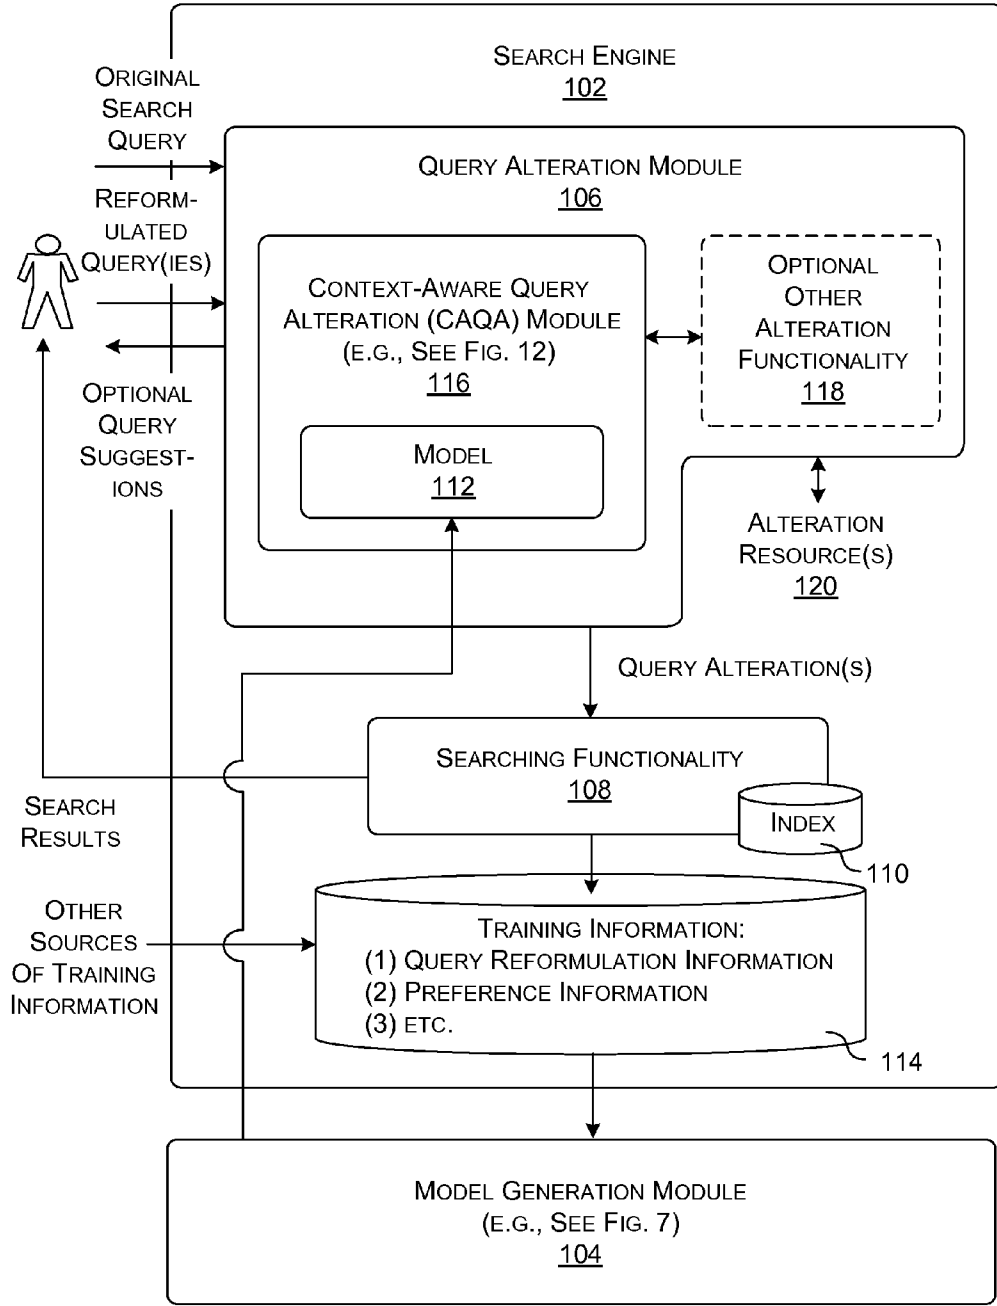 SEARCH ENGINE
102
ORIGINAL
SEARCH
QUERY
REFORM-
ULATED
QUERY(IES)
OPTIONAL
QUERY
SUGGEST-
IONS
QUERY ALTERATION MODULE
106
CONTEXT-AWARE QUERY
ALTERATION (CAQA) MODULE
(E.G., SEE FIG. 12)
116
MODEL
112
OPTIONAL
OTHER
ALTERATION
FUNCTIONALITY
118
ALTERATION
RESOURCE(S)
120
QUERY ALTERATION(S)
SEARCHING FUNCTIONALITY
108
INDEX
110
SEARCH
RESULTS
OTHER
SOURCES
OF TRAINING
INFORMATION
TRAINING INFORMATION:
(1) QUERY REFORMULATION INFORMATION
(2) PREFERENCE INFORMATION
(3) ETC.
114
MODEL GENERATION MODULE
(E.G., SEE FIG. 7)
104